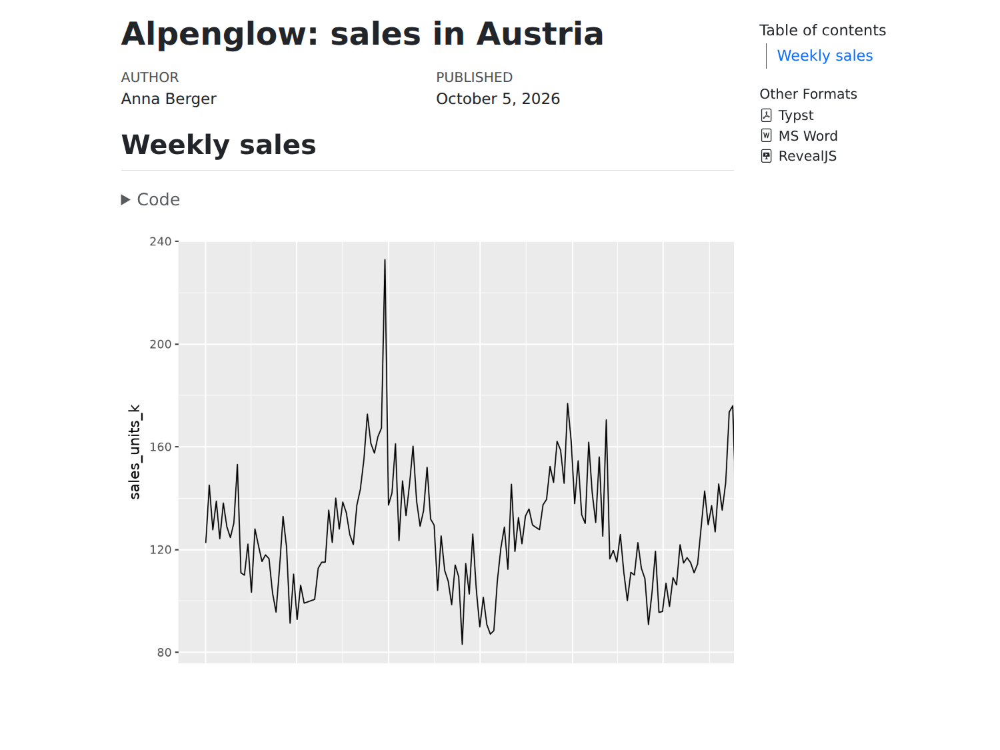 Alpenglow: sales in Austria
AUTHOR
Anna Berger
PUBLISHED
October 5, 2026
Weekly sales
Code
240
200
160
120
80
sales_units_k
Table of contents
Weekly sales
Other Formats
Typst
MS Word
RevealJS